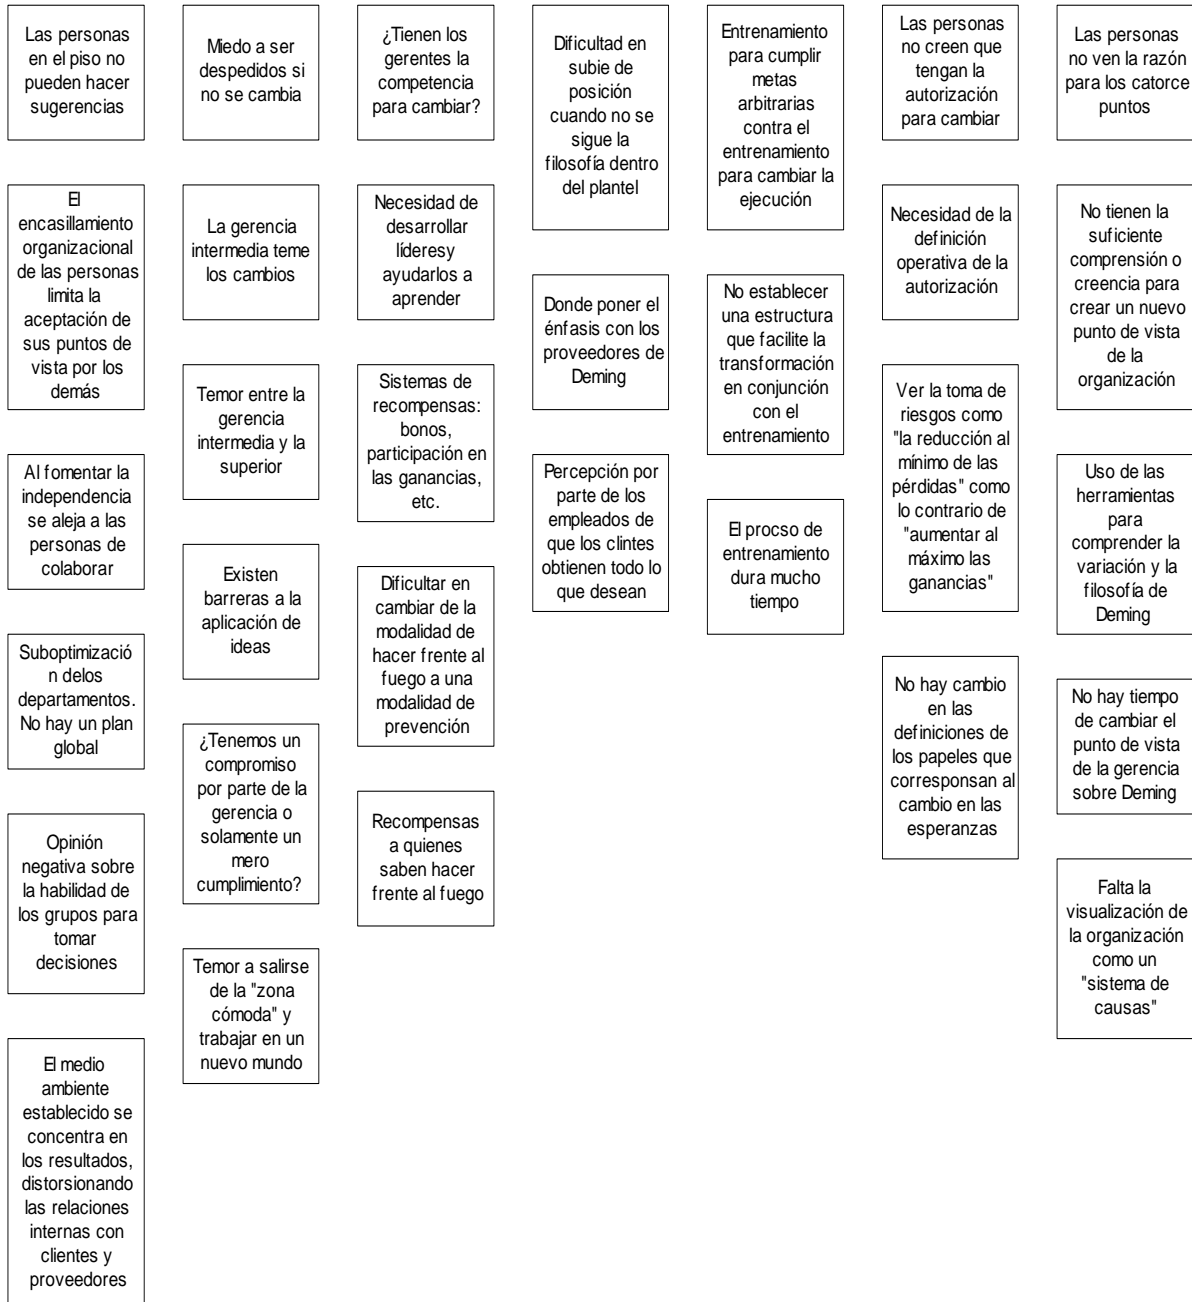 Las personas
en el piso no
pueden hacer
sugerencias
El
encasillamiento
organizacional
de las personas
limita la
aceptación de
sus puntos de
vista por los
demás
Al fomentar la
independencia
se aleja a las
personas de
colaborar
Suboptimizació
n delos
departamentos.
No hay un plan
global
Opinión
negativa sobre
la habilidad de
los grupos para
tomar
decisiones
El medio
ambiente
establecido se
concentra en
los resultados,
distorsionando
las relaciones
internas con
clientes y
proveedores
Miedo a ser
despedidos si
no se cambia
La gerencia
intermedia teme
los cambios
Temor entre la
gerencia
intermedia y la
superior
Existen
barreras a la
aplicación de
ideas
¿Tenemos un
compromiso
por parte de la
gerencia o
solamente un
mero
cumplimiento?
Temor a salirse
de la "zona
cómoda" y
trabajar en un
nuevo mundo
¿Tienen los
gerentes la
competencia
para cambiar?
Necesidad de
desarrollar
líderesy
ayudarlos a
aprender
Sistemas de
recompensas:
bonos,
participación en
las ganancias,
etc.
Dificultar en
cambiar de la
modalidad de
hacer frente al
fuego a una
modalidad de
prevención
Recompensas
a quienes
saben hacer
frente al fuego
Dificultad en
subie de
posición
cuando no se
sigue la
filosofía dentro
del plantel
Donde poner el
énfasis con los
proveedores de
Deming
Percepción por
parte de los
empleados de
que los clintes
obtienen todo lo
que desean
Entrenamiento
para cumplir
metas
arbitrarias
contra el
entrenamiento
para cambiar la
ejecución
No establecer
una estructura
que facilite la
transformación
en conjunción
con el
entrenamiento
El procso de
entrenamiento
dura mucho
tiempo
Las personas
no creen que
tengan la
autorización
para cambiar
Necesidad de la
definición
operativa de la
autorización
Ver la toma de
riesgos como
"la reducción al
mínimo de las
pérdidas" como
lo contrario de
"aumentar al
máximo las
ganancias"
No hay cambio
en las
definiciones de
los papeles que
corresponsan al
cambio en las
esperanzas
Las personas
no ven la razón
para los catorce
puntos
No tienen la
suficiente
comprensión o
creencia para
crear un nuevo
punto de vista
de la
organización
Uso de las
herramientas
para
comprender la
variación y la
filosofía de
Deming
No hay tiempo
de cambiar el
punto de vista
de la gerencia
sobre Deming
Falta la
visualización de
la organización
como un
"sistema de
causas"